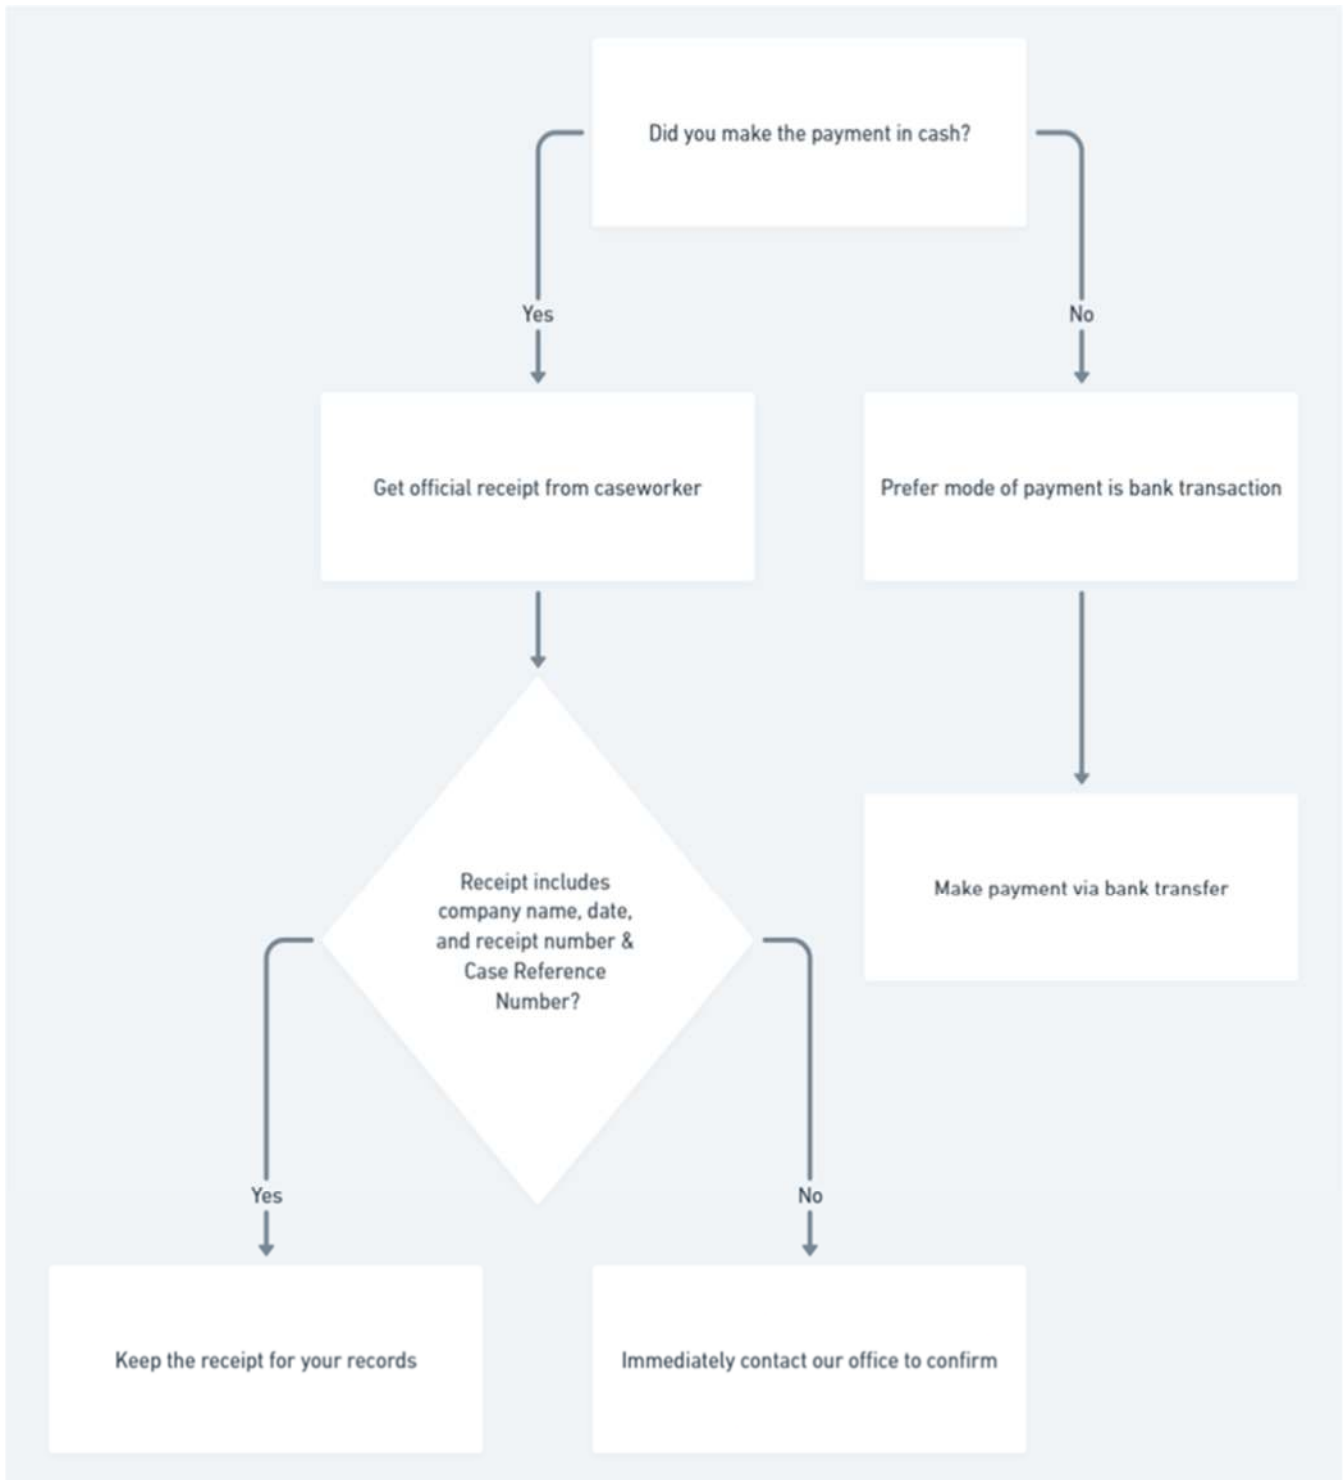 Did you make the payment in cash?
Yes
No
Get official receipt from caseworker
Prefer mode of payment is bank transaction
Receipt includes
company name, date,
and receipt number &
Case Reference
Number?
Make payment via bank transfer
Yes
No
Keep the receipt for your records
Immediately contact our office to confirm